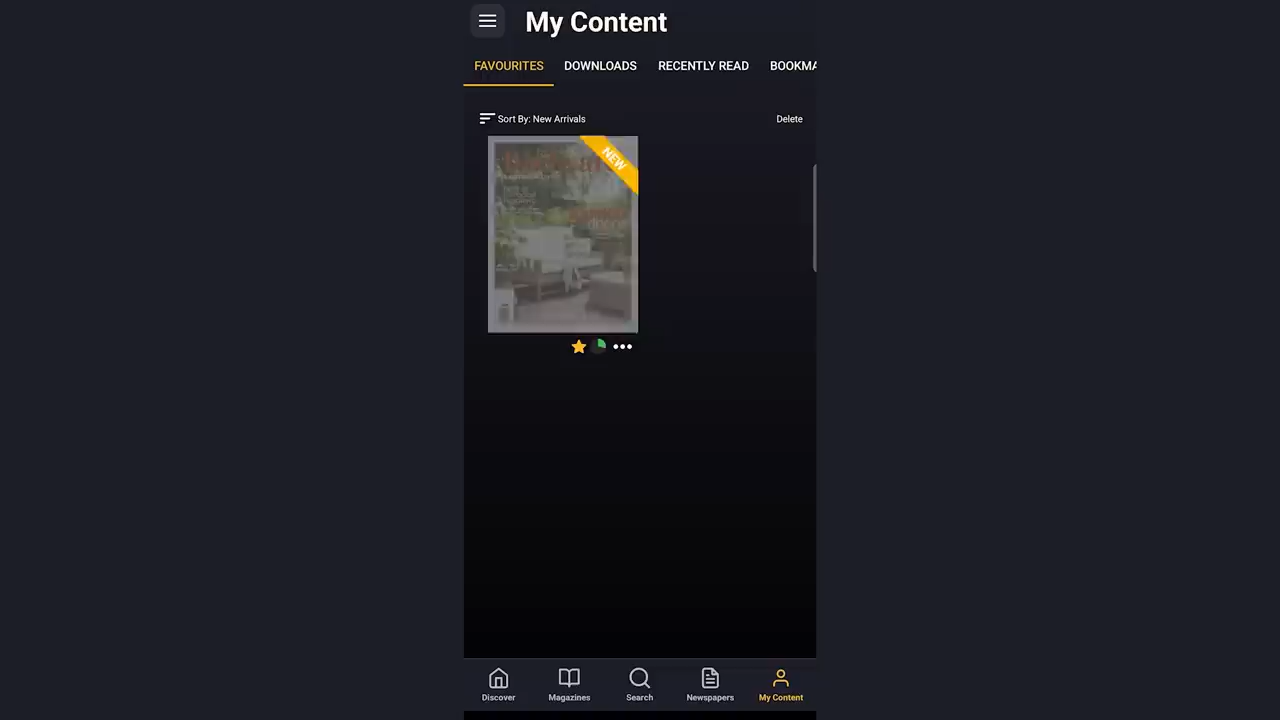 My Content
FAVOURITES DOWNLOADS RECENTLY READ BOOKMA
Sort By: New Arrivals Delete
NEW
Discover Magazines Search Newspapers My Content